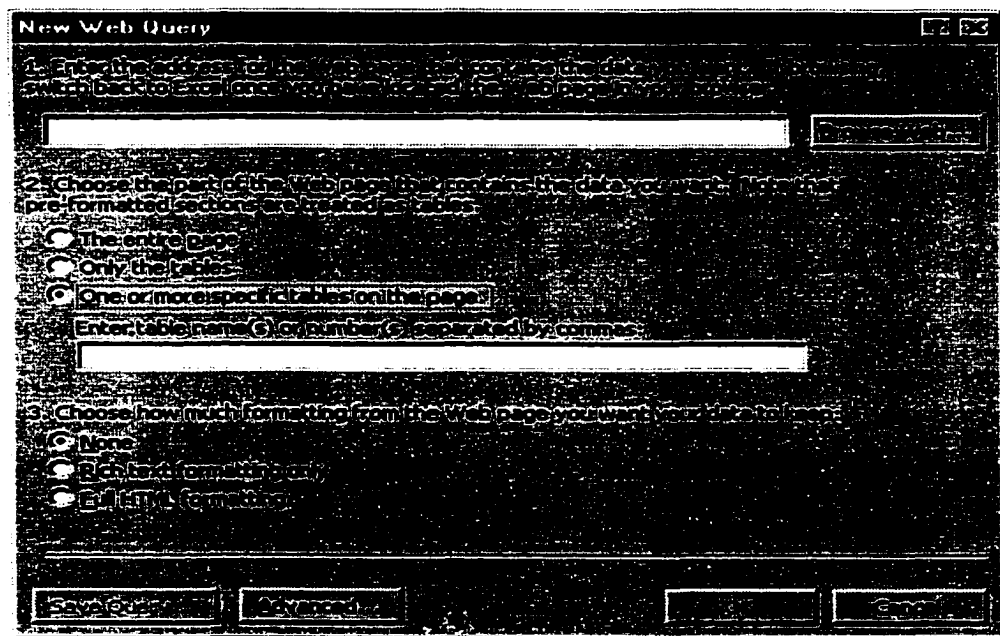 New Web Query
1. Enter the address for the Web page that contains the data
switch back to Excel once you have located the Web page in your browser.
Browse Web...
2. Choose the part of the Web page that contains the data you want. Note that
pre-formatted sections are treated as tables.
The entire page
Only the tables
One or more specific tables on the page.
Enter table name(s) or number(s) separated by commas:
3. Choose how much formatting from the Web page you want your data to keep:
None
Rich text formatting only
Full HTML formatting
Save Query...
Advanced...
Cancel